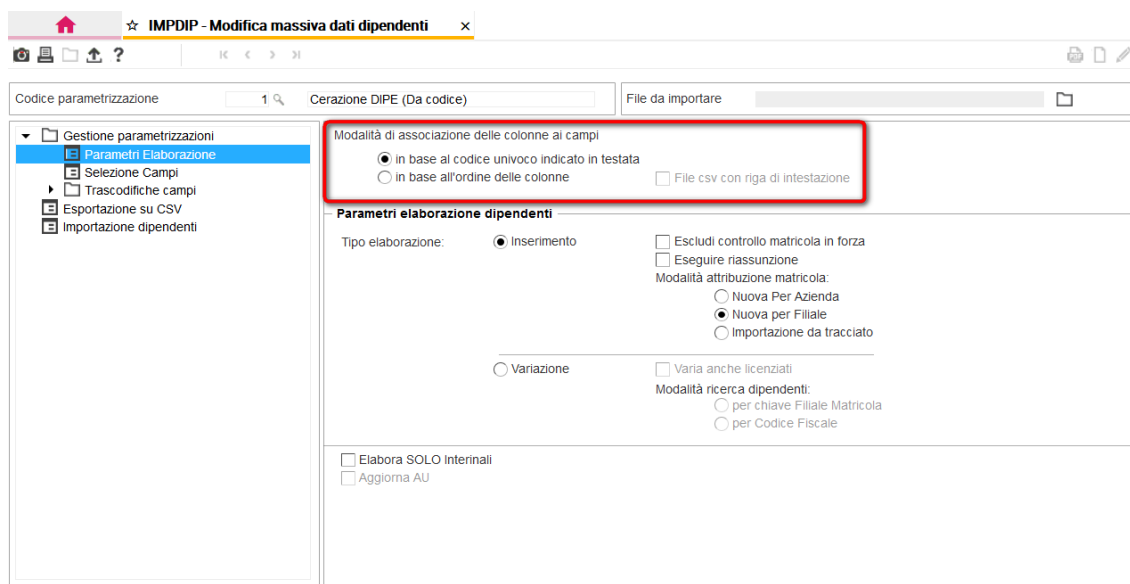 ☆ IMPDIP - Modifica massiva dati dipendenti ×
?
Codice parametrizzazione 1 Cerazione DIPE (Da codice) File da importare
Gestione parametrizzazioni
Parametri Elaborazione
Selezione Campi
Trascodifiche campi
Esportazione su CSV
Importazione dipendenti
Modalità di associazione delle colonne ai campi
in base al codice univoco indicato in testata
in base all'ordine delle colonne File csv con riga di intestazione
Parametri elaborazione dipendenti
Tipo elaborazione: Inserimento Escludi controllo matricola in forza
Eseguire riassunzione
Modalità attribuzione matricola:
Nuova Per Azienda
Nuova per Filiale
Importazione da tracciato
Variazione Varia anche licenziati
Modalità ricerca dipendenti:
per chiave Filiale Matricola
per Codice Fiscale
Elabora SOLO Interinali
Aggiorna AU